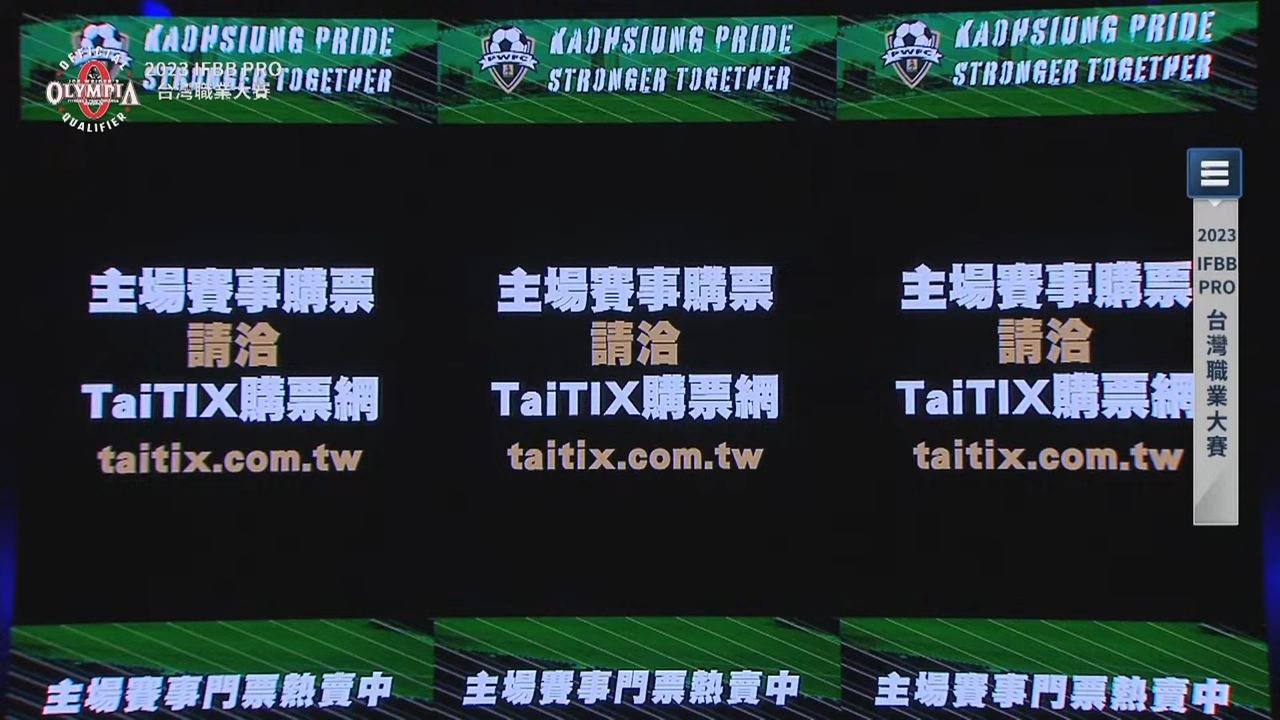 KAOHSIUNG PRIDE
STRONGER TOGETHER
PWFC
KAOHSIUNG PRIDE
STRONGER TOGETHER
PWFC
KAOHSIUNG PRIDE
STRONGER TOGETHER
OFFICIAL
OLYMPIA
QUALIFIER
2023 IFBB PRO
台灣職業大賽
主場賽事購票
請洽
TaiTIX購票網
taitix.com.tw
主場賽事購票
請洽
TaiTIX購票網
taitix.com.tw
主場賽事購票
請洽
TaiTIX購票網
taitix.com.tw
2023
IFBB
PRO
台灣職業大賽
主場賽事門票熱賣中
主場賽事門票熱賣中
主場賽事門票熱賣中